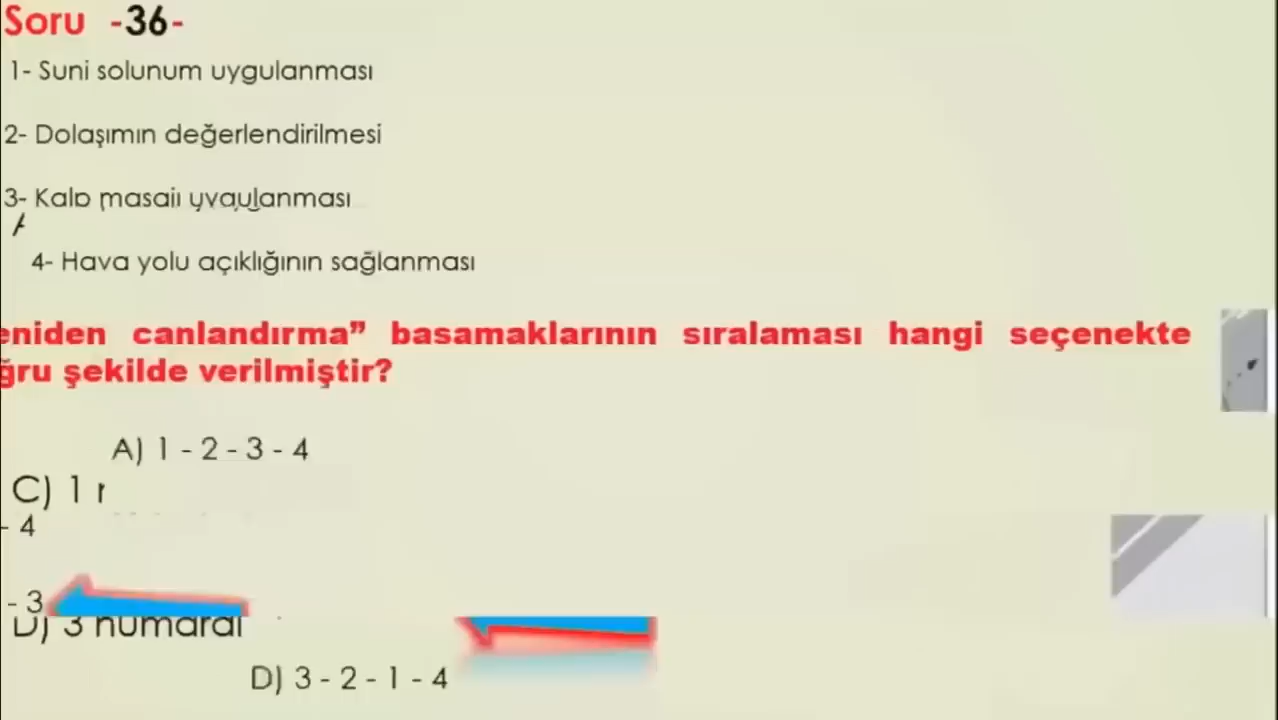 Soru -36-
1- Suni solunum uygulanması
2- Dolaşımın değerlendirilmesi
3- Kalp masajı uygulanması
4- Hava yolu açıklığının sağlanması
eniden canlandırma” basamaklarının sıralaması hangi seçenekte
ğru şekilde verilmiştir?
A) 1 - 2 - 3 - 4
C) 1
- 4
- 3
D) 3 numaral
D) 3 - 2 - 1 - 4